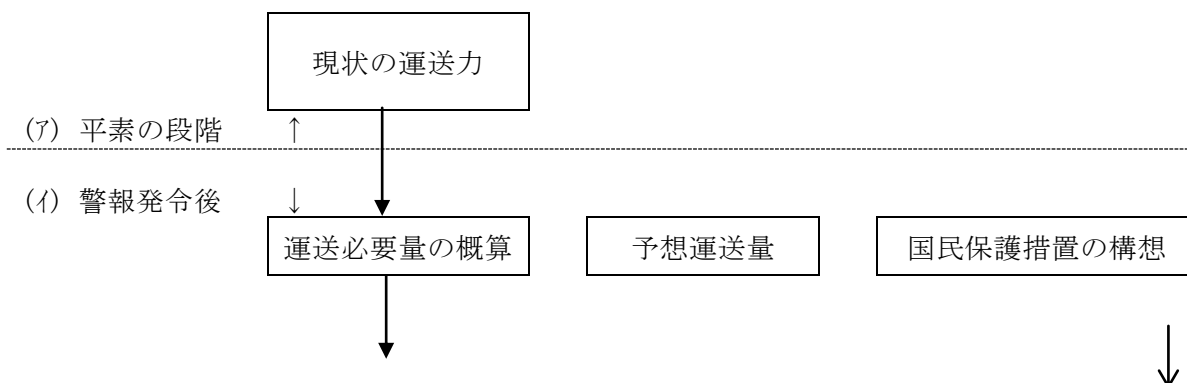 現状の運送力
(ｱ) 平素の段階 ↑
(ｲ) 警報発令後 ↓
運送必要量の概算 予想運送量 国民保護措置の構想